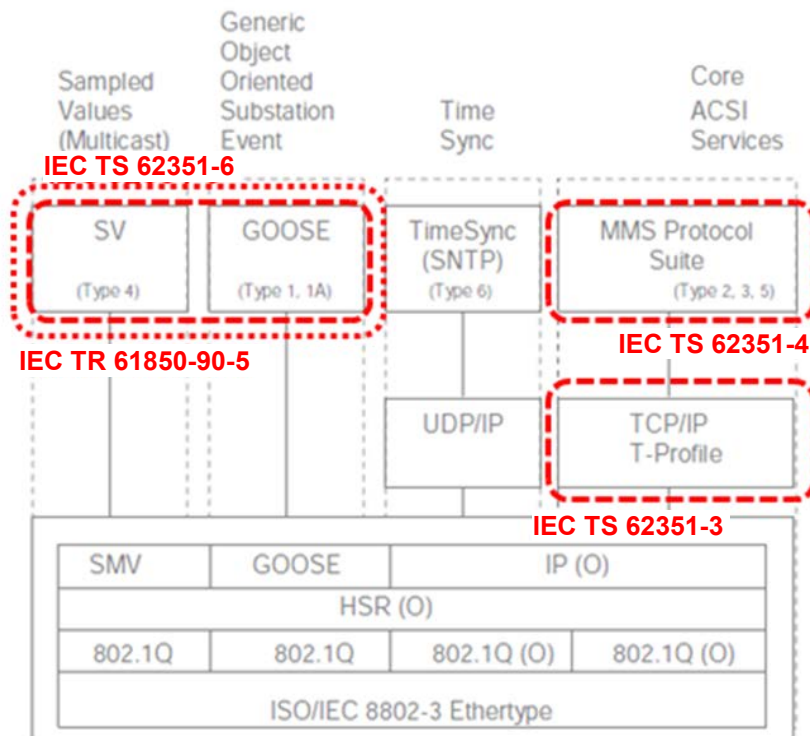 Sampled
Values
(Multicast)
Generic
Object
Oriented
Substation
Event
Time
Sync
Core
ACSI
Services
IEC TS 62351-6
SV
(Type 4)
GOOSE
(Type 1, 1A)
TimeSync
(SNTP)
(Type 6)
MMS Protocol
Suite
(Type 2, 3, 5)
IEC TR 61850-90-5
IEC TS 62351-4
UDP/IP
TCP/IP
T-Profile
IEC TS 62351-3
SMV GOOSE IP (O)
HSR (O)
802.1Q 802.1Q 802.1Q (O) 802.1Q (O)
ISO/IEC 8802-3 Ethertype